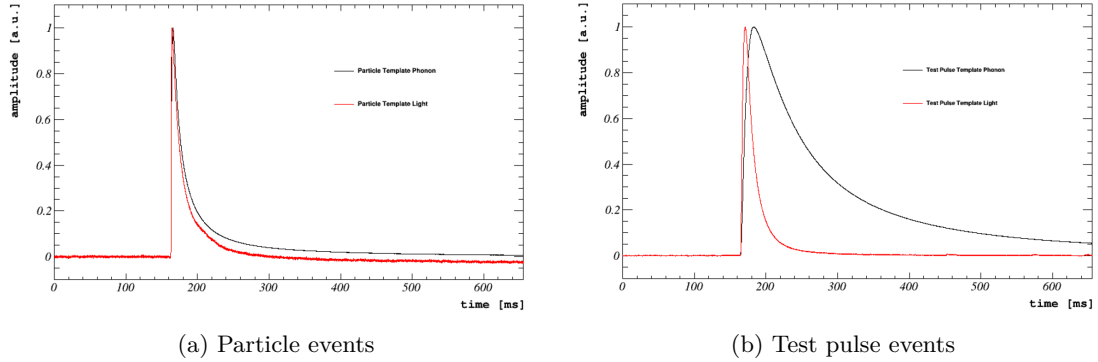 amplitude [a.u.]
1
0.8
0.6
0.4
0.2
0
Particle Template Phonon
Particle Template Light
0 100 200 300 400 500 600
time [ms]
(a) Particle events
amplitude [a.u.]
1
0.8
0.6
0.4
0.2
0
Test Pulse Template Phonon
Test Pulse Template Light
0 100 200 300 400 500 600
time [ms]
(b) Test pulse events